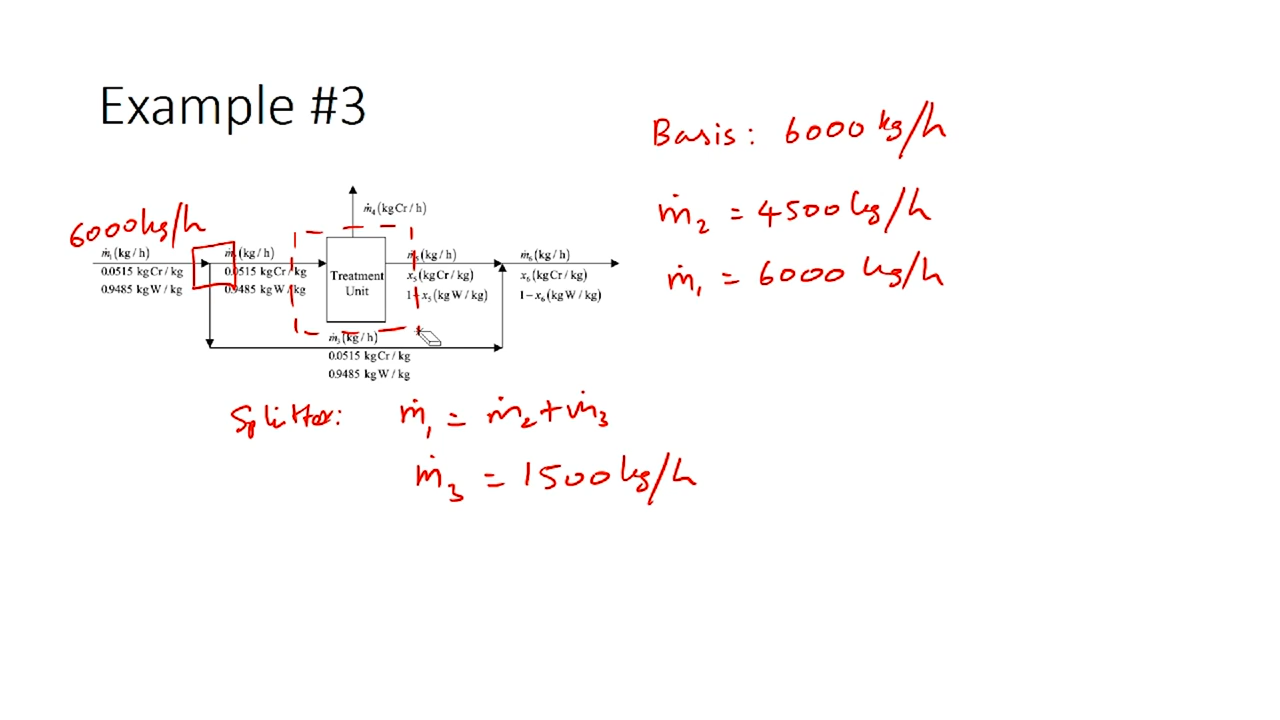 Example #3
Basis: 6000 kg/h
ṁ₂ = 4500 kg/h
ṁ₁ = 6000 kg/h
6000 kg/h
ṁ₄ (kg Cr / h)
ṁ₁ (kg / h)
0.0515 kg Cr / kg
0.9485 kg W / kg
(kg / h)
0.0515 kg Cr / kg
0.9485 kg W / kg
Treatment
Unit
ṁ₅ (kg / h)
x₅ (kg Cr / kg)
1 - x₅ (kg W / kg)
ṁ₆ (kg / h)
x₆ (kg Cr / kg)
1 - x₆ (kg W / kg)
ṁ₃ (kg / h)
0.0515 kg Cr / kg
0.9485 kg W / kg
Splitter: ṁ₁ = ṁ₂ + ṁ₃
ṁ₃ = 1500 kg/h